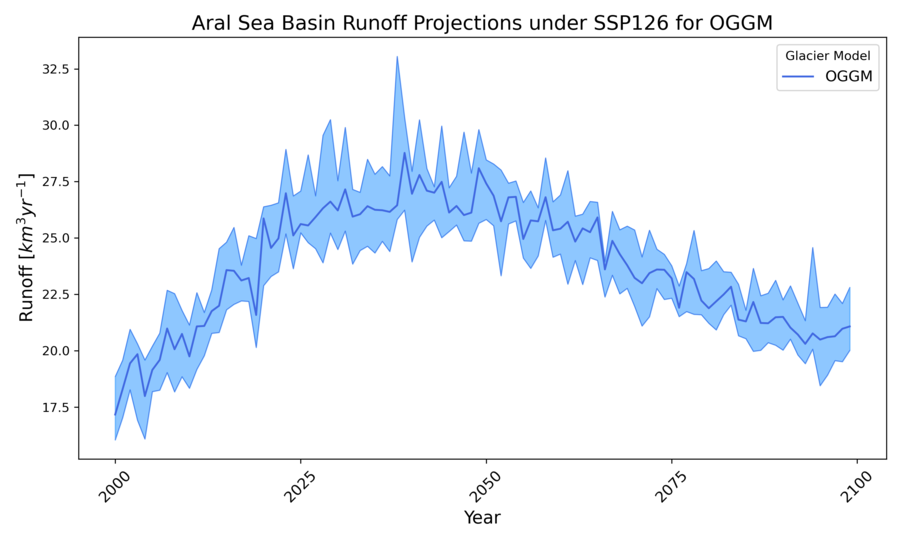 Aral Sea Basin Runoff Projections under SSP126 for OGGM
Glacier Model
OGGM
32.5
30.0
27.5
25.0
22.5
20.0
17.5
Runoff [km³yr⁻¹]
2000
2025
2050
2075
2100
Year